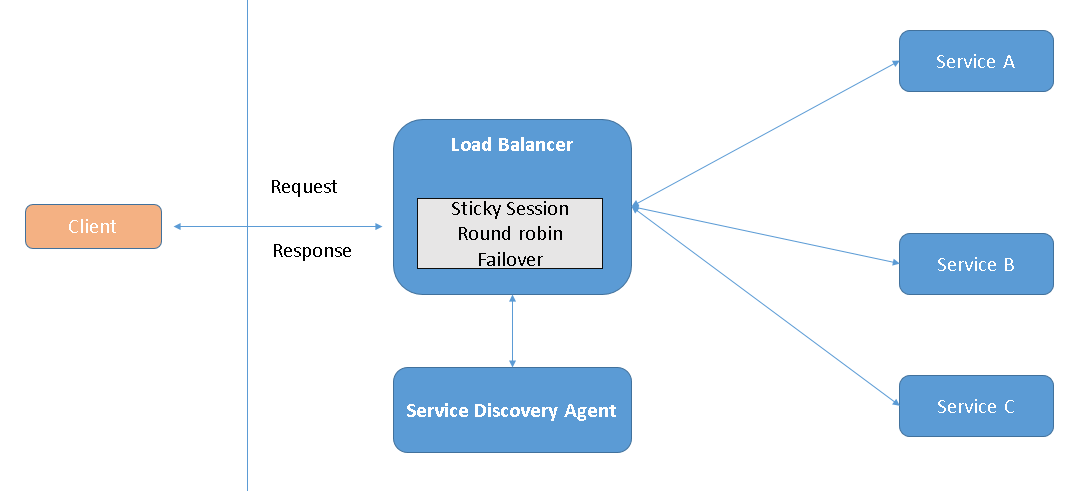 Client
Request
Response
Load Balancer
Sticky Session
Round robin
Failover
Service Discovery Agent
Service A
Service B
Service C